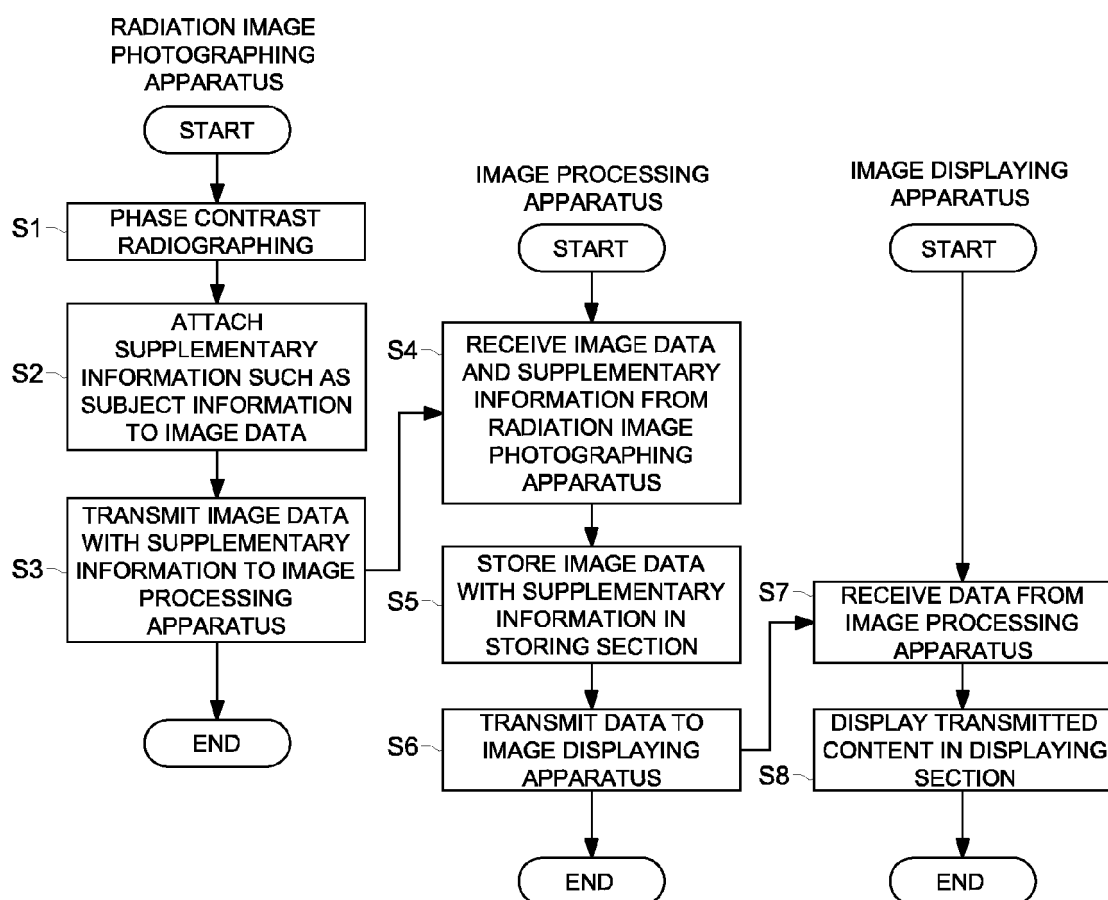 RADIATION IMAGE
PHOTOGRAPHING
APPARATUS
START
S1
PHASE CONTRAST
RADIOGRAPHING
S2
ATTACH
SUPPLEMENTARY
INFORMATION SUCH AS
SUBJECT INFORMATION
TO IMAGE DATA
S3
TRANSMIT IMAGE DATA
WITH SUPPLEMENTARY
INFORMATION TO IMAGE
PROCESSING
APPARATUS
END
IMAGE PROCESSING
APPARATUS
START
S4
RECEIVE IMAGE DATA
AND SUPPLEMENTARY
INFORMATION FROM
RADIATION IMAGE
PHOTOGRAPHING
APPARATUS
S5
STORE IMAGE DATA
WITH SUPPLEMENTARY
INFORMATION IN
STORING SECTION
S6
TRANSMIT DATA TO
IMAGE DISPLAYING
APPARATUS
END
IMAGE DISPLAYING
APPARATUS
START
S7
RECEIVE DATA FROM
IMAGE PROCESSING
APPARATUS
S8
DISPLAY TRANSMITTED
CONTENT IN DISPLAYING
SECTION
END